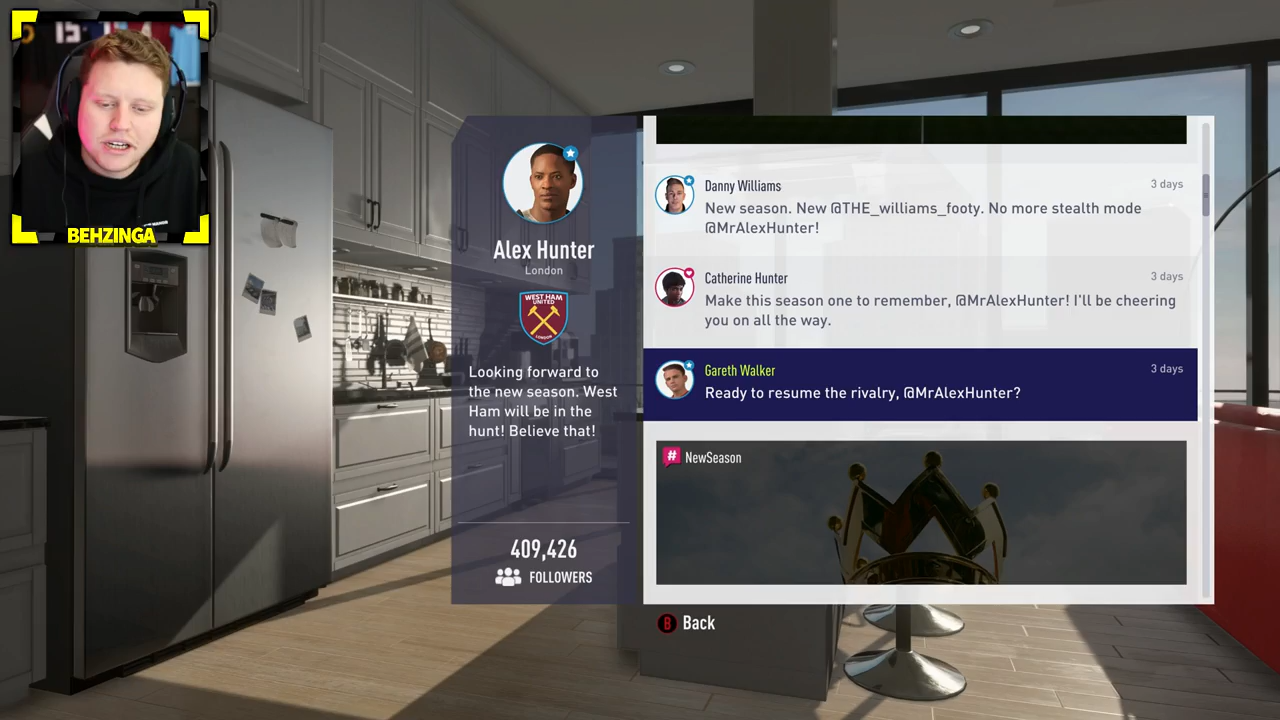 15
BEHZINGA
Alex Hunter
London
WEST HAM
UNITED
LONDON
Looking forward to
the new season. West
Ham will be in the
hunt! Believe that!
409,426
FOLLOWERS
Danny Williams
3 days
New season. New @THE_williams_footy. No more stealth mode
@MrAlexHunter!
Catherine Hunter
3 days
Make this season one to remember, @MrAlexHunter! I'll be cheering
you on all the way.
Gareth Walker
3 days
Ready to resume the rivalry, @MrAlexHunter?
# NewSeason
B Back